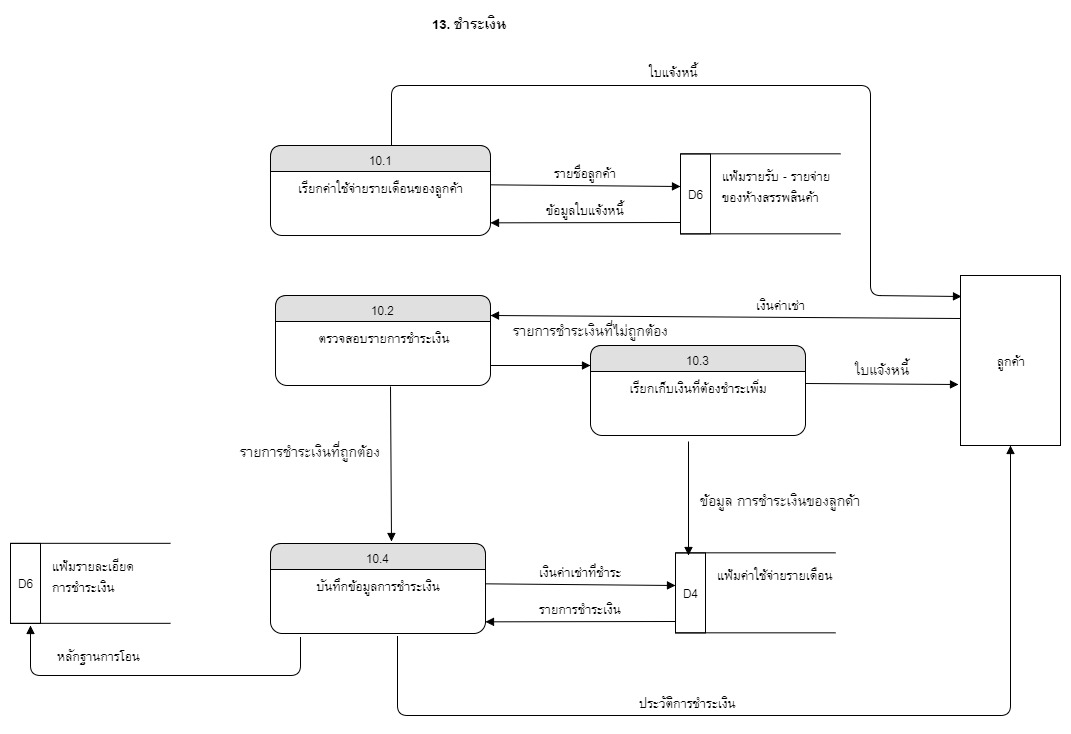 13. ชำระเงิน
ใบแจ้งหนี้
10.1
เรียกค่าใช้จ่ายรายเดือนของลูกค้า
รายชื่อลูกค้า
ข้อมูลใบแจ้งหนี้
D6
แฟ้มรายรับ - รายจ่าย
ของห้างสรรพสินค้า
10.2
ตรวจสอบรายการชำระเงิน
เงินค่าเช่า
รายการชำระเงินที่ไม่ถูกต้อง
10.3
เรียกเก็บเงินที่ต้องชำระเพิ่ม
ใบแจ้งหนี้
ลูกค้า
รายการชำระเงินที่ถูกต้อง
ข้อมูล การชำระเงินของลูกค้า
D6
แฟ้มรายละเอียด
การชำระเงิน
10.4
บันทึกข้อมูลการชำระเงิน
เงินค่าเช่าที่ชำระ
รายการชำระเงิน
D4
แฟ้มค่าใช้จ่ายรายเดือน
หลักฐานการโอน
ประวัติการชำระเงิน